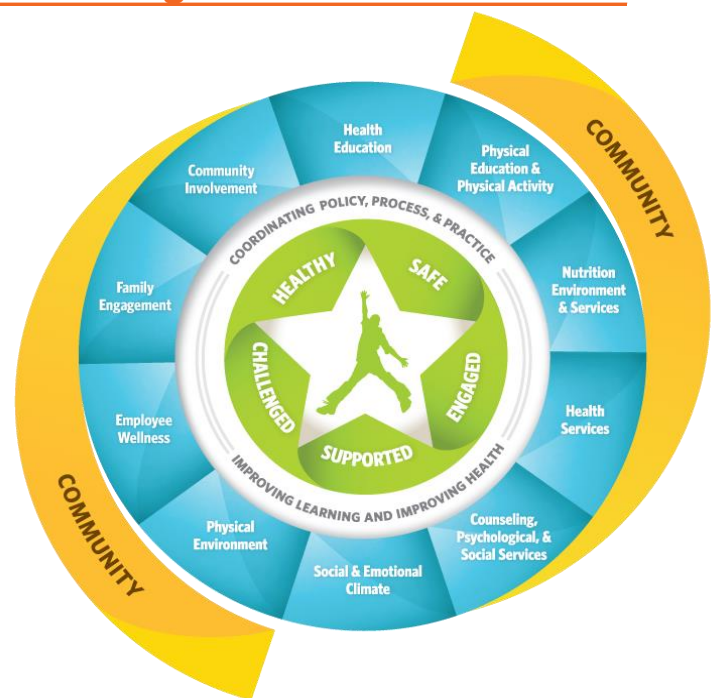 Health
Education
Physical
Education &
Physical Activity
Nutrition
Environment
& Services
Health
Services
Counseling,
Psychological, &
Social Services
Social & Emotional
Climate
Physical
Environment
Employee
Wellness
Family
Engagement
Community
Involvement
COMMUNITY
COMMUNITY
COORDINATING POLICY, PROCESS, & PRACTICE
IMPROVING LEARNING AND IMPROVING HEALTH
HEALTHY
SAFE
ENGAGED
SUPPORTED
CHALLENGED